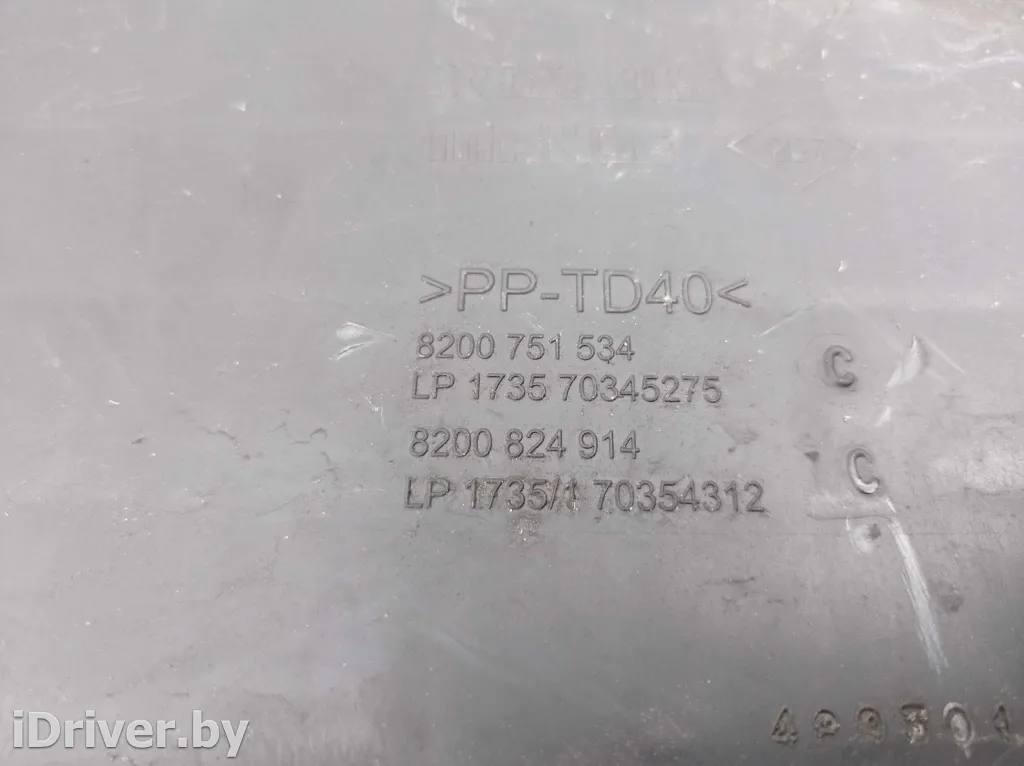 >PP-TD40<
8200 751 534
LP 1735 70345275
C
8200 824 914
C
LP 1735/1 70354312
iDriver.by